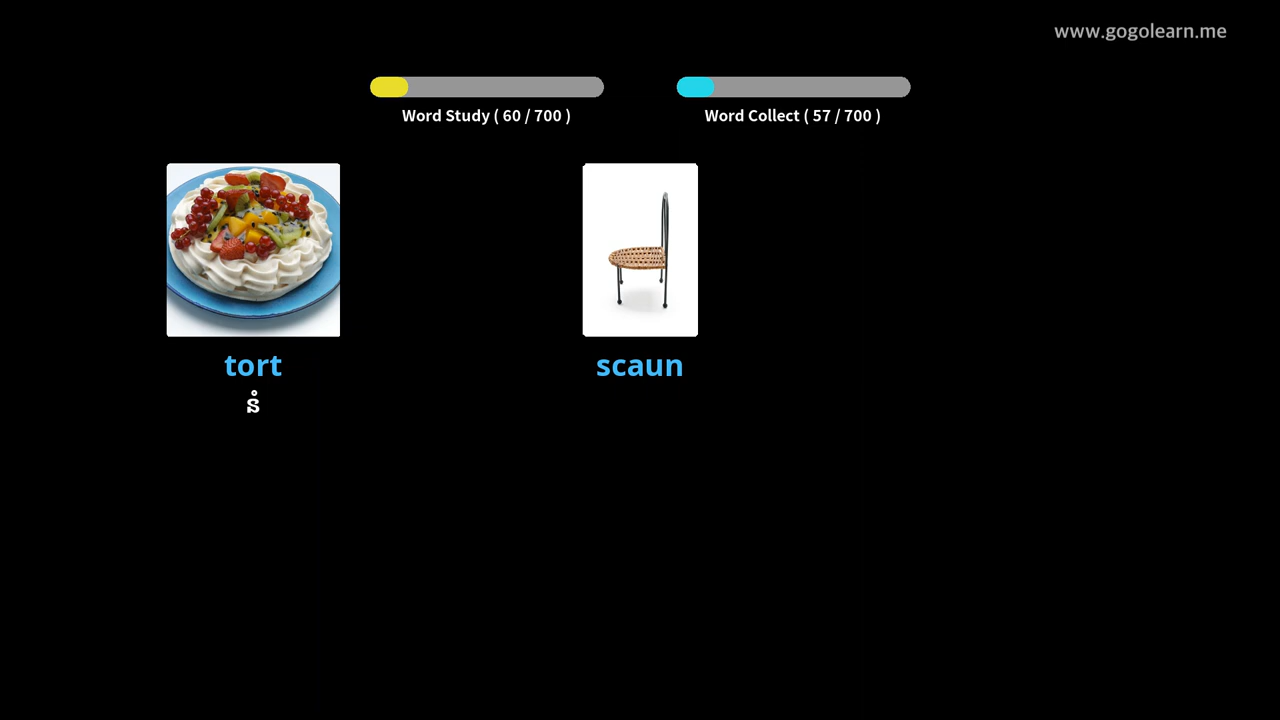 www.gogolearn.me
Word Study ( 60 / 700 )
Word Collect ( 57 / 700 )
tort
scaun
នំ